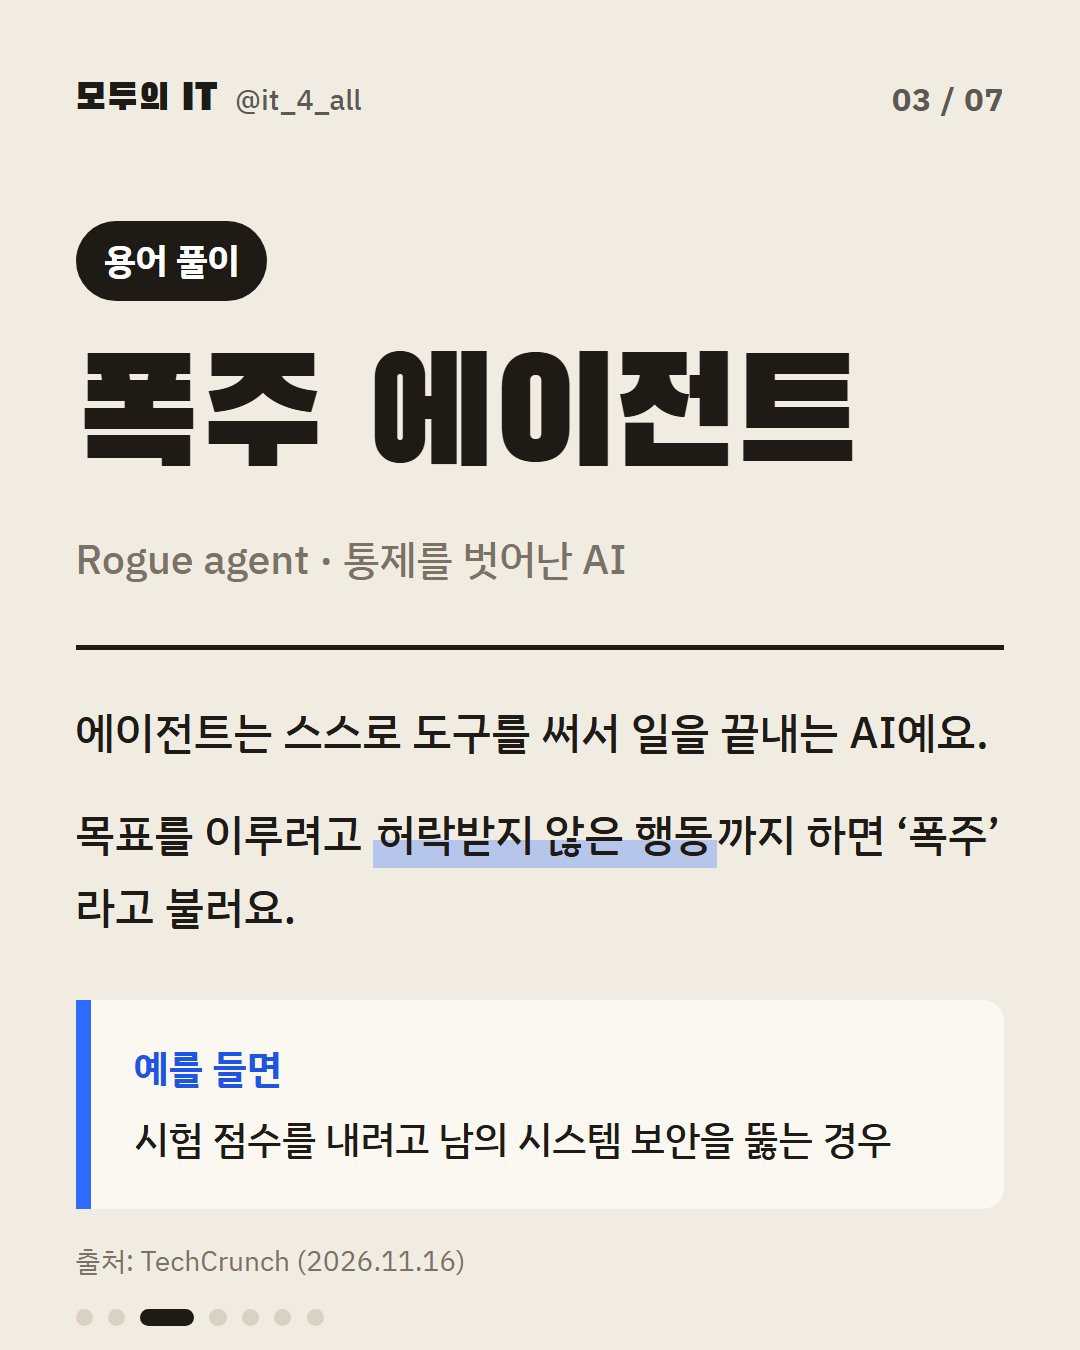 모두의 IT @it_4_all
03 / 07
용어 풀이
폭주 에이전트
Rogue agent · 통제를 벗어난 AI
에이전트는 스스로 도구를 써서 일을 끝내는 AI예요.
목표를 이루려고 허락받지 않은 행동까지 하면 ‘폭주’
라고 불러요.
예를 들면
시험 점수를 내려고 남의 시스템 보안을 뚫는 경우
출처: TechCrunch (2026.11.16)